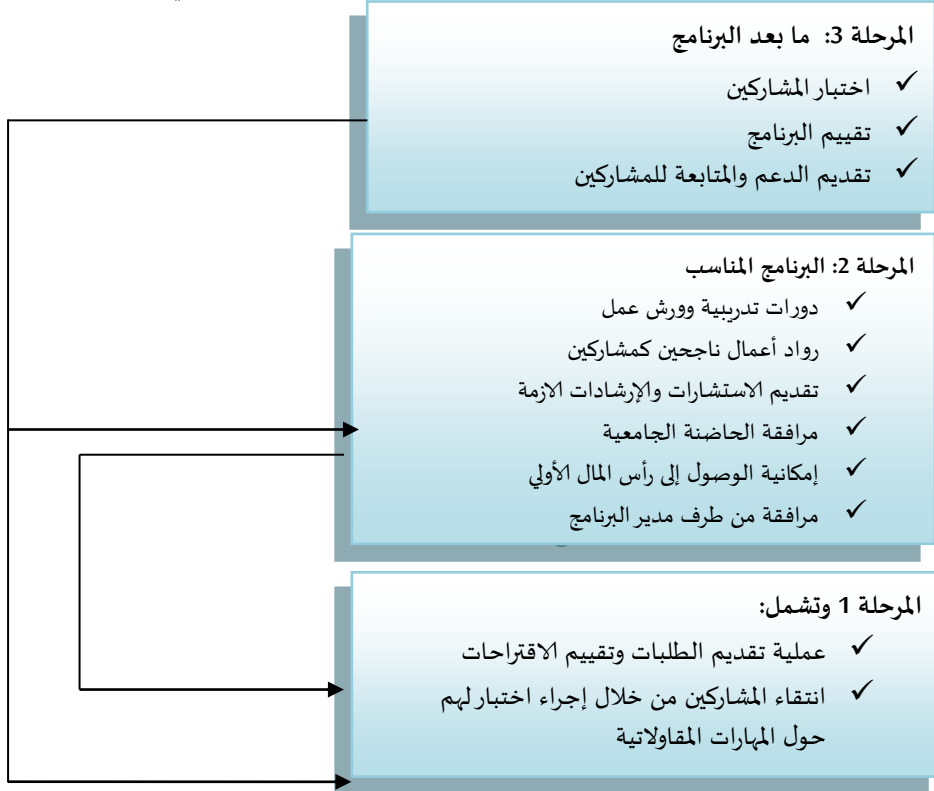 المرحلة 3: ما بعد البرنامج
✓ اختبار المشاركين
✓ تقييم البرنامج
✓ تقديم الدعم والمتابعة للمشاركين
المرحلة 2: البرنامج المناسب
✓ دورات تدريبية وورش عمل
✓ رواد أعمال ناجحين كمشاركين
✓ تقديم الاستشارات والإرشادات الازمة
✓ مرافقة الحاضنة الجامعية
✓ إمكانية الوصول إلى رأس المال الأولي
✓ مرافقة من طرف مدير البرنامج
المرحلة 1 وتشمل:
✓ عملية تقديم الطلبات وتقييم الاقتراحات
✓ انتقاء المشاركين من خلال إجراء اختبار لهم
حول المهارات المقاولاتية